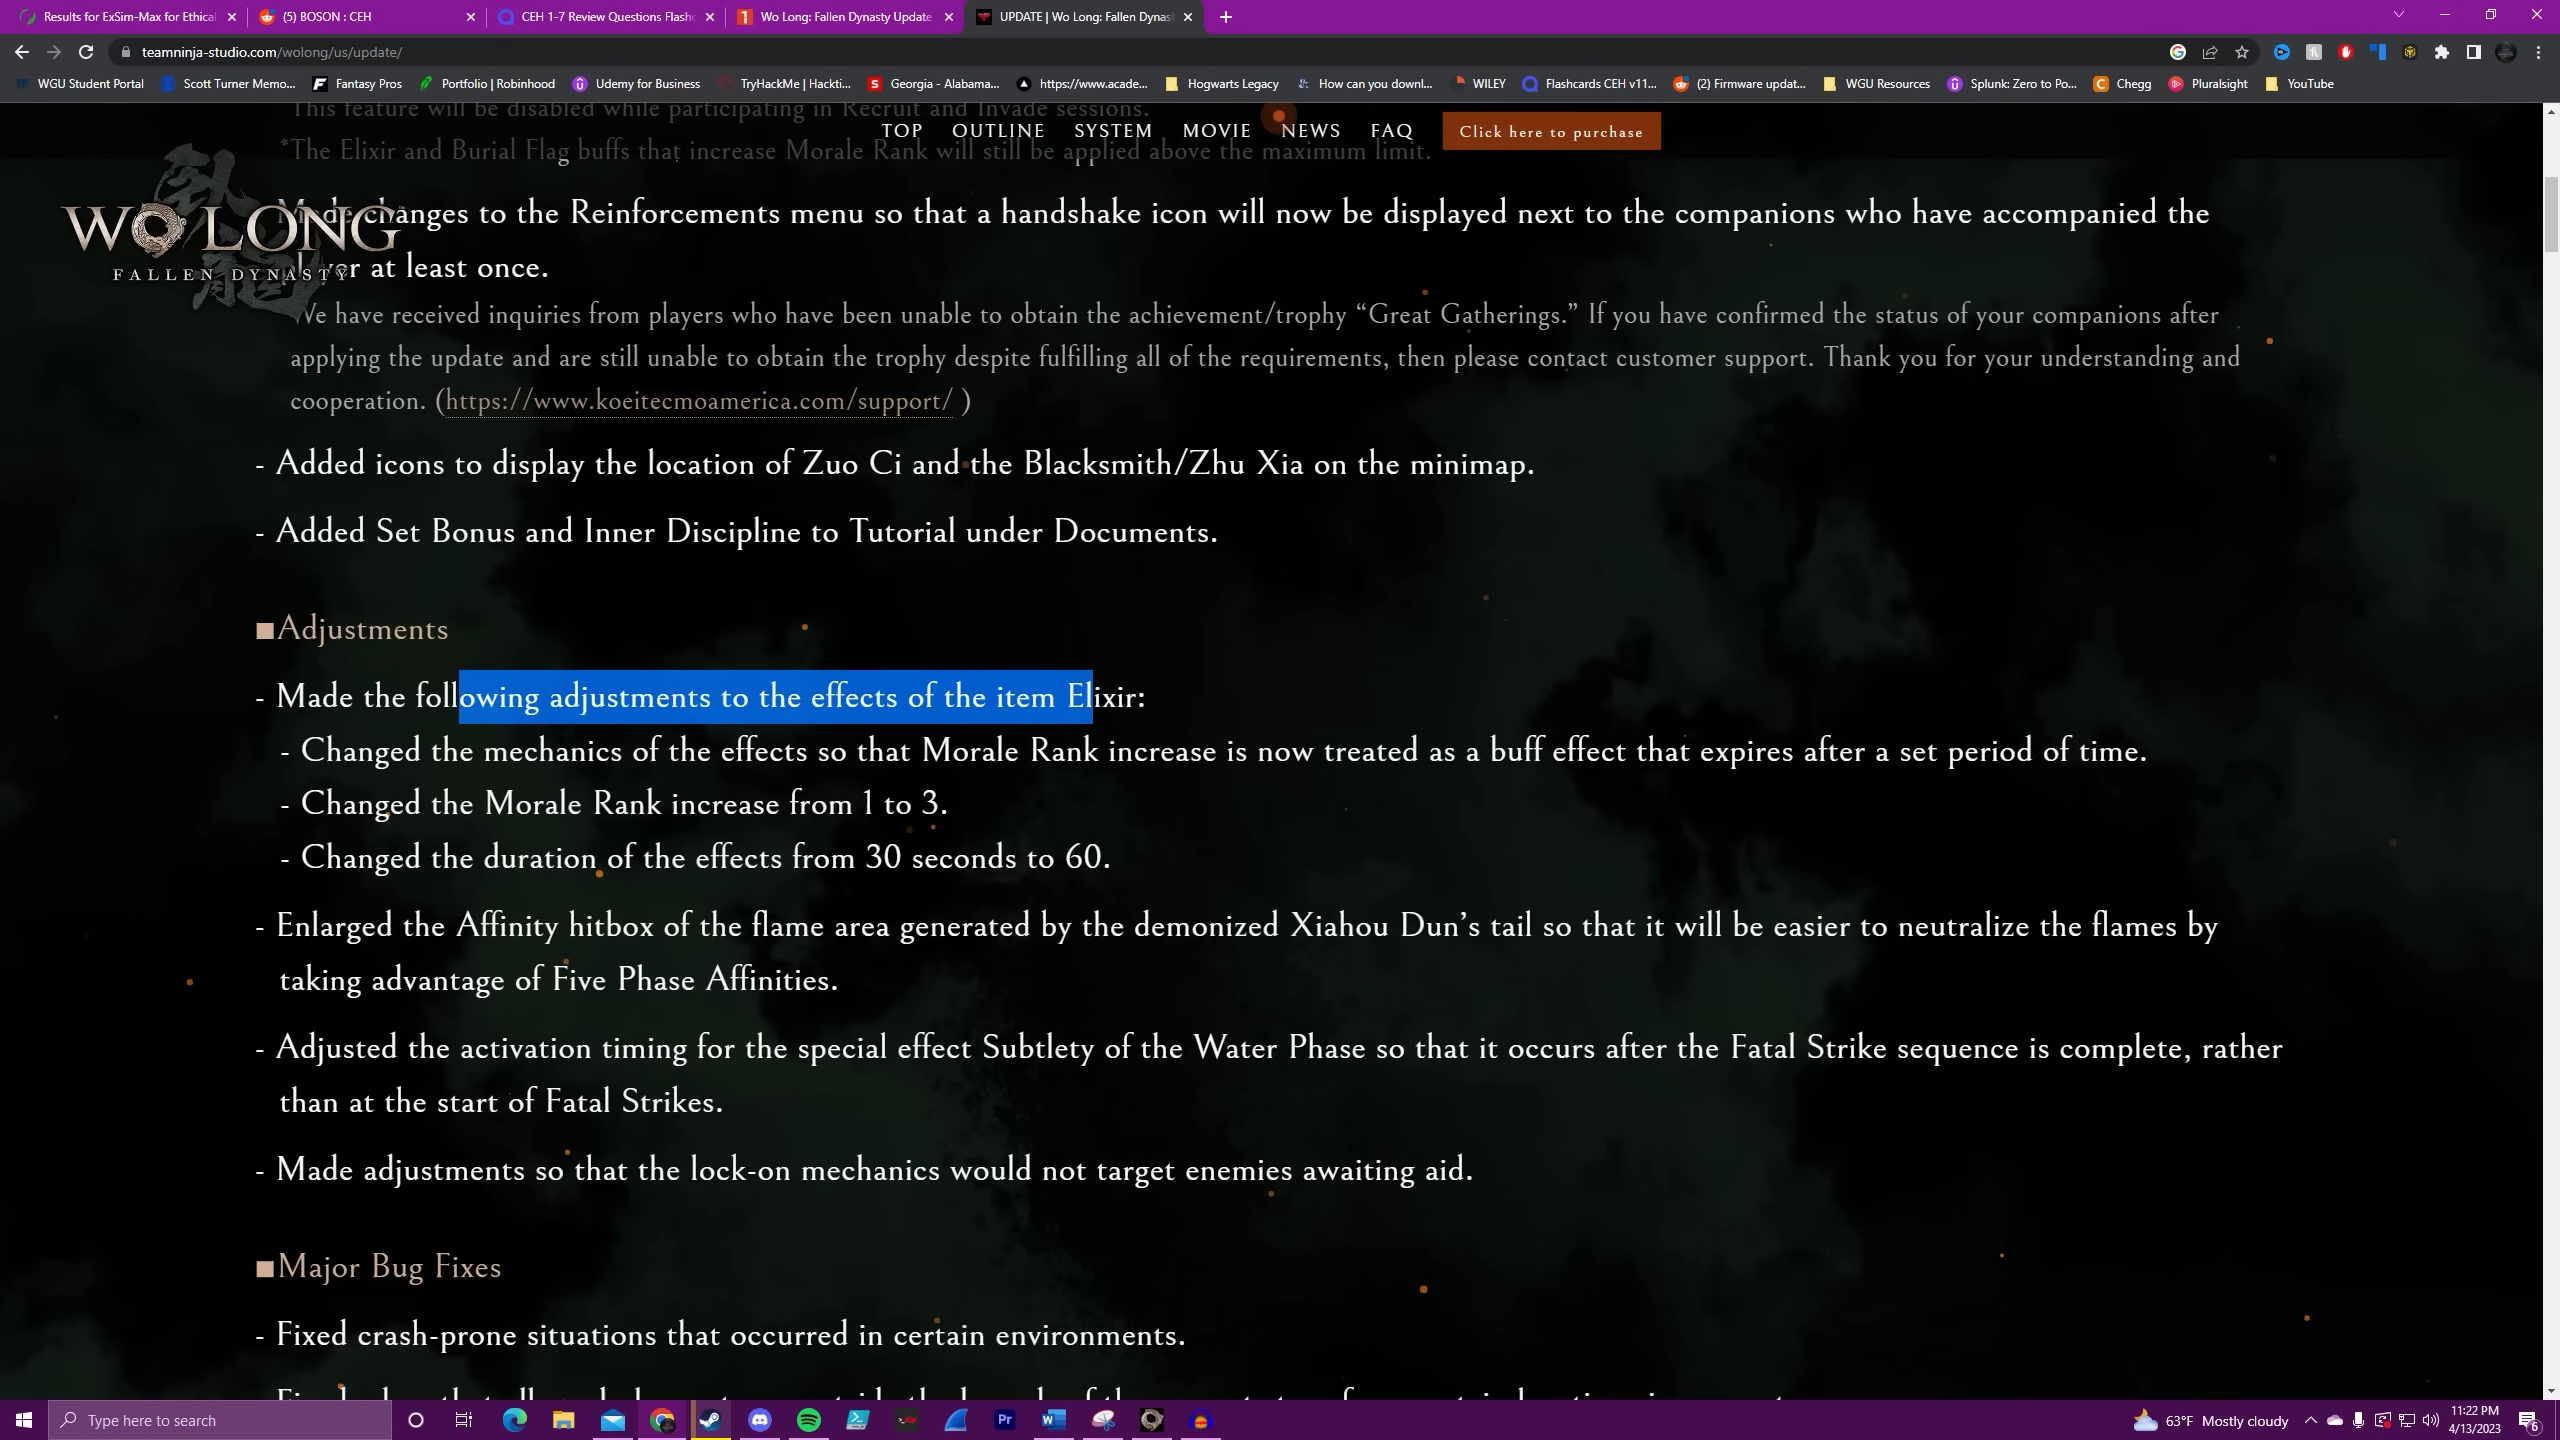 Results for ExSim-Max for Ethical
(5) BOSON : CEH
CEH 1-7 Review Questions Flashc
Wo Long: Fallen Dynasty Update
UPDATE | Wo Long: Fallen Dynas
teamninja-studio.com/wolong/us/update/
WGU Student Portal
Scott Turner Memo...
Fantasy Pros
Portfolio | Robinhood
Udemy for Business
TryHackMe | Hackti...
Georgia - Alabama...
https://www.acade...
Hogwarts Legacy
How can you downl...
WILEY
Flashcards CEH v11...
(2) Firmware updat...
WGU Resources
Splunk: Zero to Po...
Chegg
Pluralsight
YouTube
This feature will be disabled while participating in Recruit and Invade sessions.
TOP OUTLINE SYSTEM MOVIE NEWS FAQ Click here to purchase
*The Elixir and Burial Flag buffs that increase Morale Rank will still be applied above the maximum limit.
WO LONG
FALLEN DYNASTY
Made changes to the Reinforcements menu so that a handshake icon will now be displayed next to the companions who have accompanied the
player at least once.
We have received inquiries from players who have been unable to obtain the achievement/trophy “Great Gatherings.” If you have confirmed the status of your companions after
applying the update and are still unable to obtain the trophy despite fulfilling all of the requirements, then please contact customer support. Thank you for your understanding and
cooperation. (https://www.koeitecmoamerica.com/support/ )
- Added icons to display the location of Zuo Ci and the Blacksmith/Zhu Xia on the minimap.
- Added Set Bonus and Inner Discipline to Tutorial under Documents.
■Adjustments
- Made the following adjustments to the effects of the item Elixir:
- Changed the mechanics of the effects so that Morale Rank increase is now treated as a buff effect that expires after a set period of time.
- Changed the Morale Rank increase from 1 to 3.
- Changed the duration of the effects from 30 seconds to 60.
- Enlarged the Affinity hitbox of the flame area generated by the demonized Xiahou Dun’s tail so that it will be easier to neutralize the flames by
taking advantage of Five Phase Affinities.
- Adjusted the activation timing for the special effect Subtlety of the Water Phase so that it occurs after the Fatal Strike sequence is complete, rather
than at the start of Fatal Strikes.
- Made adjustments so that the lock-on mechanics would not target enemies awaiting aid.
■Major Bug Fixes
- Fixed crash-prone situations that occurred in certain environments.
Type here to search
63°F Mostly cloudy
11:22 PM
4/13/2023
6